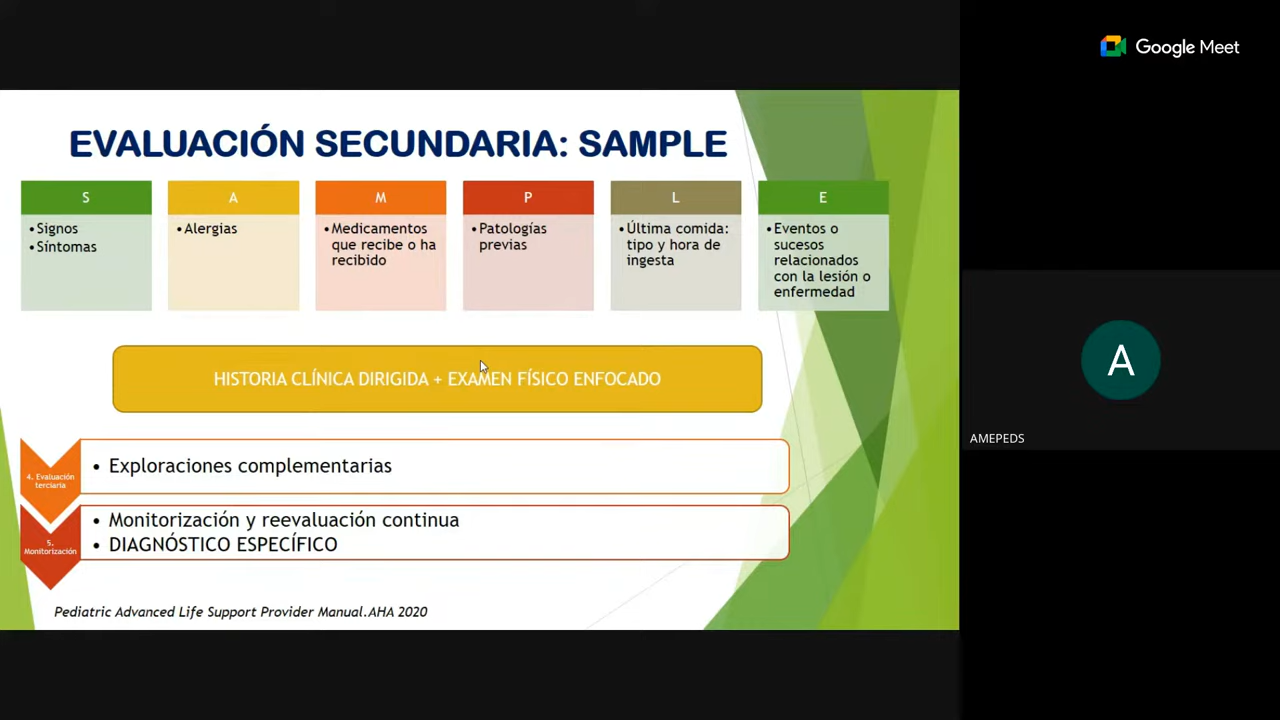 Google Meet
EVALUACIÓN SECUNDARIA: SAMPLE
S
• Signos
• Síntomas
A
• Alergias
M
• Medicamentos
que recibe o ha
recibido
P
• Patologías
previas
L
• Última comida:
tipo y hora de
ingesta
E
• Eventos o
sucesos
relacionados
con la lesión o
enfermedad
HISTORIA CLÍNICA DIRIGIDA + EXAMEN FÍSICO ENFOCADO
4. Evaluación
terciaria
• Exploraciones complementarias
5.
Monitorización
• Monitorización y reevaluación continua
• DIAGNÓSTICO ESPECÍFICO
Pediatric Advanced Life Support Provider Manual.AHA 2020
A
AMEPEDS